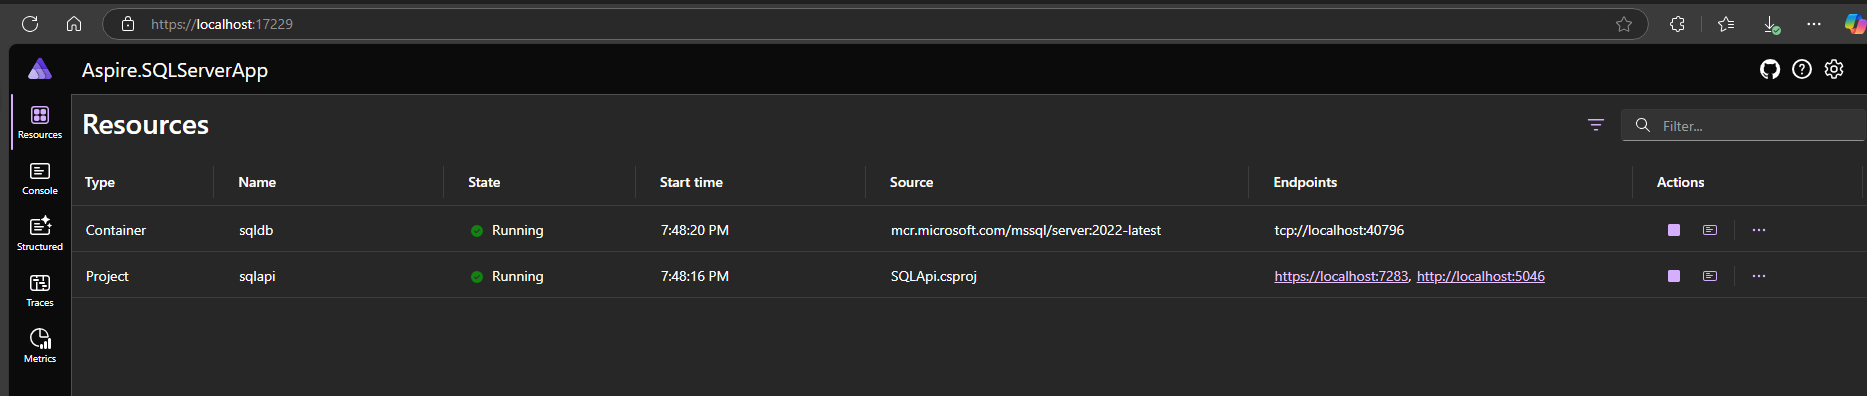 https://localhost:17229
Aspire.SQLServerApp
Resources
Console
Structured
Traces
Metrics
Resources
Filter...
Type Name State Start time Source Endpoints Actions
Container sqldb Running 7:48:20 PM mcr.microsoft.com/mssql/server:2022-latest tcp://localhost:40796
Project sqlapi Running 7:48:16 PM SQLApi.csproj https://localhost:7283, http://localhost:5046